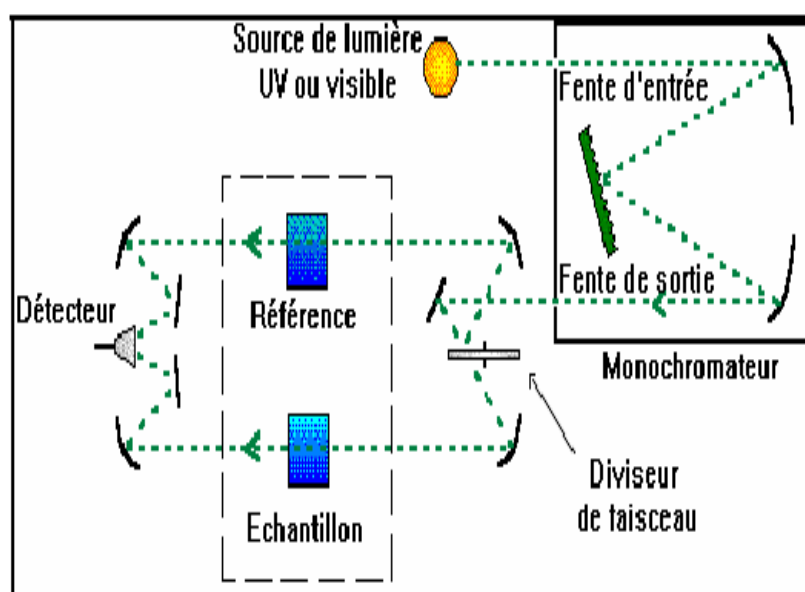 Source de lumière
UV ou visible
Fente d'entrée
Fente de sortie
Monochromateur
Détecteur
Référence
Echantillon
Diviseur
de taisceau